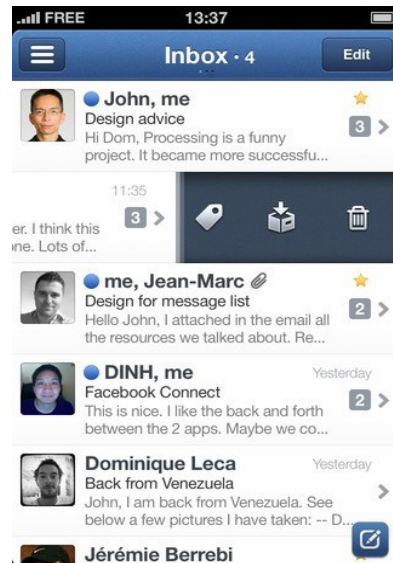 FREE 13:37
Inbox · 4 Edit
John, me
Design advice
Hi Dom, Processing is a funny 3
project. It became more successfu...
11:35
er. I think this 3
one. Lots of...
me, Jean-Marc
Design for message list
Hello John, I attached in the email all 2
the resources we talked about. Re...
DINH, me Yesterday
Facebook Connect
This is nice. I like the back and forth 2
between the 2 apps. Maybe we co...
Dominique Leca Yesterday
Back from Venezuela
John, I am back from Venezuela. See
below a few pictures I have taken: -- D...
Jérémie Berrebi